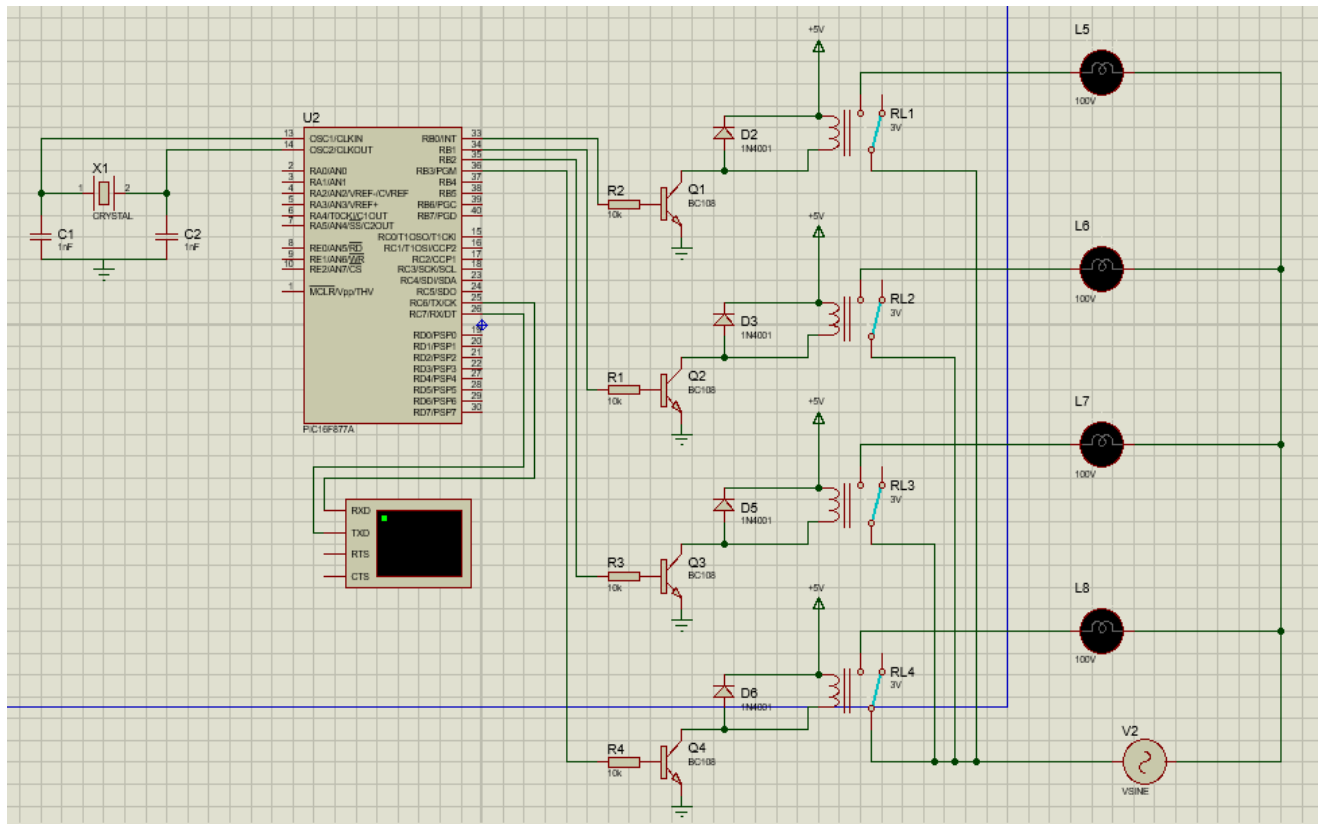 U2
13 OSC1/CLKIN
14 OSC2/CLKOUT
2 RA0/AN0
3 RA1/AN1
4 RA2/AN2/VREF-/CVREF
5 RA3/AN3/VREF+
6 RA4/T0CKI/C1OUT
7 RA5/AN4/SS/C2OUT
8 RE0/AN5/RD
9 RE1/AN6/WR
10 RE2/AN7/CS
1 MCLR/Vpp/THV
RB0/INT 33
RB1 34
RB2 35
RB3/PGM 36
RB4 37
RB5 38
RB6/PGC 39
RB7/PGD 40
RC0/T1OSO/T1CKI 15
RC1/T1OSI/CCP2 16
RC2/CCP1 17
RC3/SCK/SCL 18
RC4/SDI/SDA 23
RC5/SDO 24
RC6/TX/CK 25
RC7/RX/DT 26
RD0/PSP0 19
RD1/PSP1 20
RD2/PSP2 21
RD3/PSP3 22
RD4/PSP4 27
RD5/PSP5 28
RD6/PSP6 29
RD7/PSP7 30
PIC16F877A
X1
1 2
CRYSTAL
C1
1nF
C2
1nF
RXD
TXD
RTS
CTS
+5V
D2
1N4001
RL1
3V
R2
10k
Q1
BC108
L5
100V
+5V
D3
1N4001
RL2
3V
R1
10k
Q2
BC108
L6
100V
+5V
D5
1N4001
RL3
3V
R3
10k
Q3
BC108
L7
100V
+5V
D6
1N4001
RL4
3V
R4
10k
Q4
BC108
L8
100V
V2
VSINE